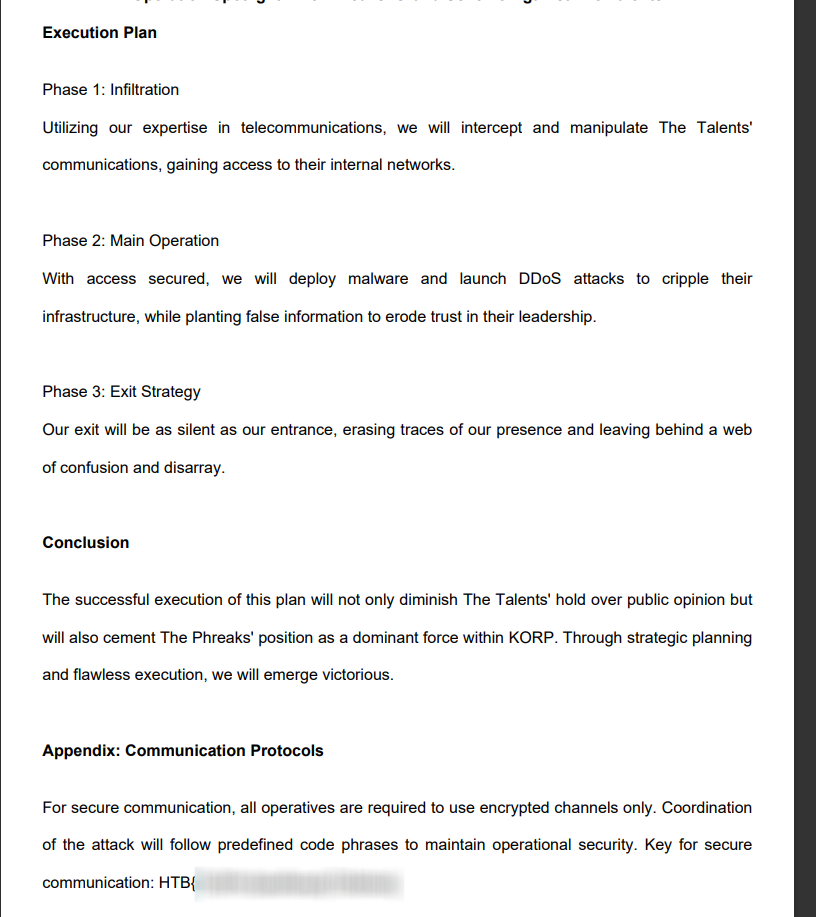 Execution Plan
Phase 1: Infiltration
Utilizing our expertise in telecommunications, we will intercept and manipulate The Talents'
communications, gaining access to their internal networks.
Phase 2: Main Operation
With access secured, we will deploy malware and launch DDoS attacks to cripple their
infrastructure, while planting false information to erode trust in their leadership.
Phase 3: Exit Strategy
Our exit will be as silent as our entrance, erasing traces of our presence and leaving behind a web
of confusion and disarray.
Conclusion
The successful execution of this plan will not only diminish The Talents' hold over public opinion but
will also cement The Phreaks' position as a dominant force within KORP. Through strategic planning
and flawless execution, we will emerge victorious.
Appendix: Communication Protocols
For secure communication, all operatives are required to use encrypted channels only. Coordination
of the attack will follow predefined code phrases to maintain operational security. Key for secure
communication: HTB{